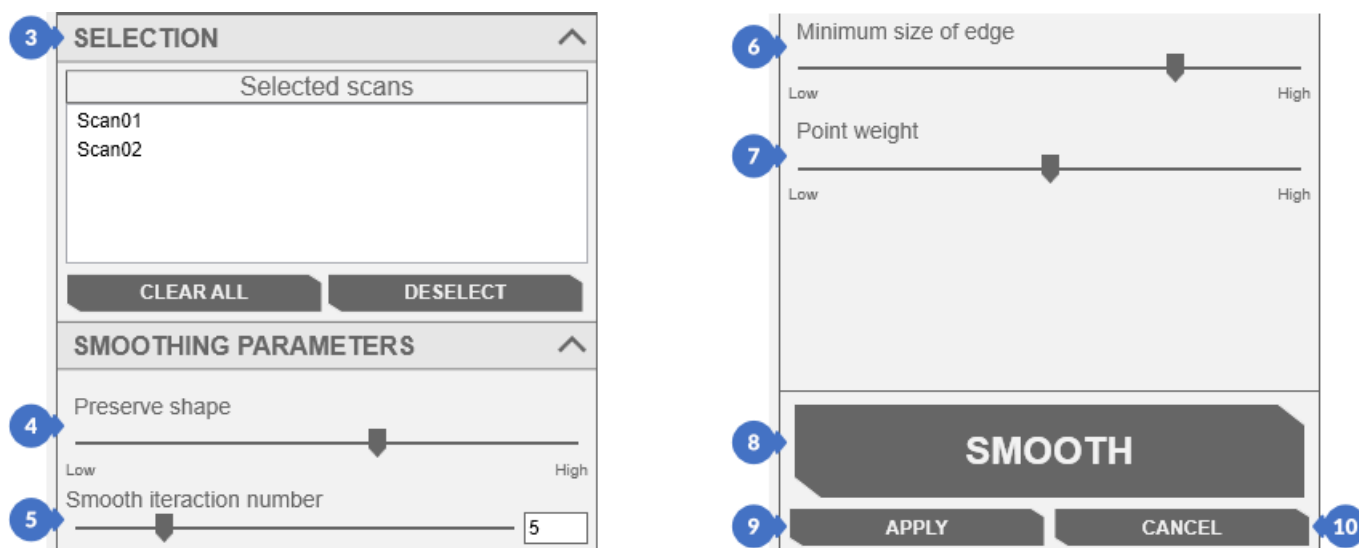 3 SELECTION
Selected scans
Scan01
Scan02
CLEAR ALL DESELECT
SMOOTHING PARAMETERS
4 Preserve shape
Low High
5 Smooth iteraction number
5
6 Minimum size of edge
Low High
7 Point weight
Low High
8 SMOOTH
9 APPLY CANCEL 10